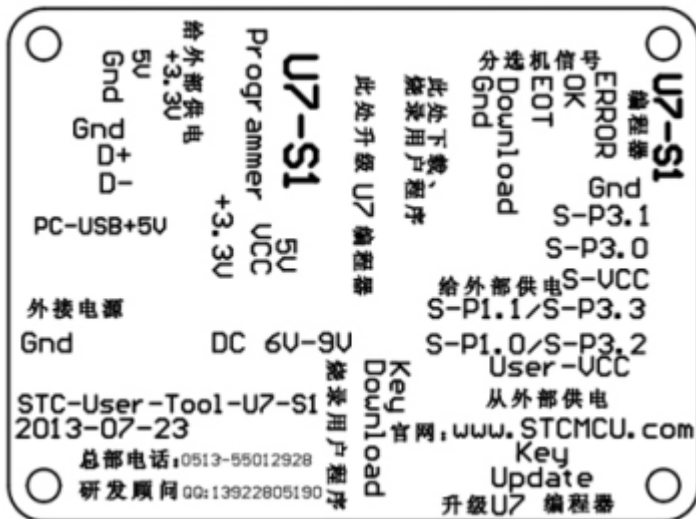 给外部供电
+3.3V
5V
Gnd
Gnd
D+
D-
PC-USB+5V
外接电源
Gnd
DC 6V-9V
U7-S1
Programmer
5V
VCC
+3.3V
此处升级 U7 编程器
此处下载、
烧录用户程序
分选机信号
ERROR
OK
EOT
Download
Gnd
U7-S1
编程器
Gnd
S-P3.1
S-P3.0
S-VCC
给外部供电
S-P1.1/S-P3.3
S-P1.0/S-P3.2
User-VCC
从外部供电
STC-User-Tool-U7-S1
2013-07-23
总部电话:0513-55012928
研发顾问QQ:13922805190
Key
Download
烧录用户程序
官网:www.STCMCU.com
Key
Update
升级U7 编程器